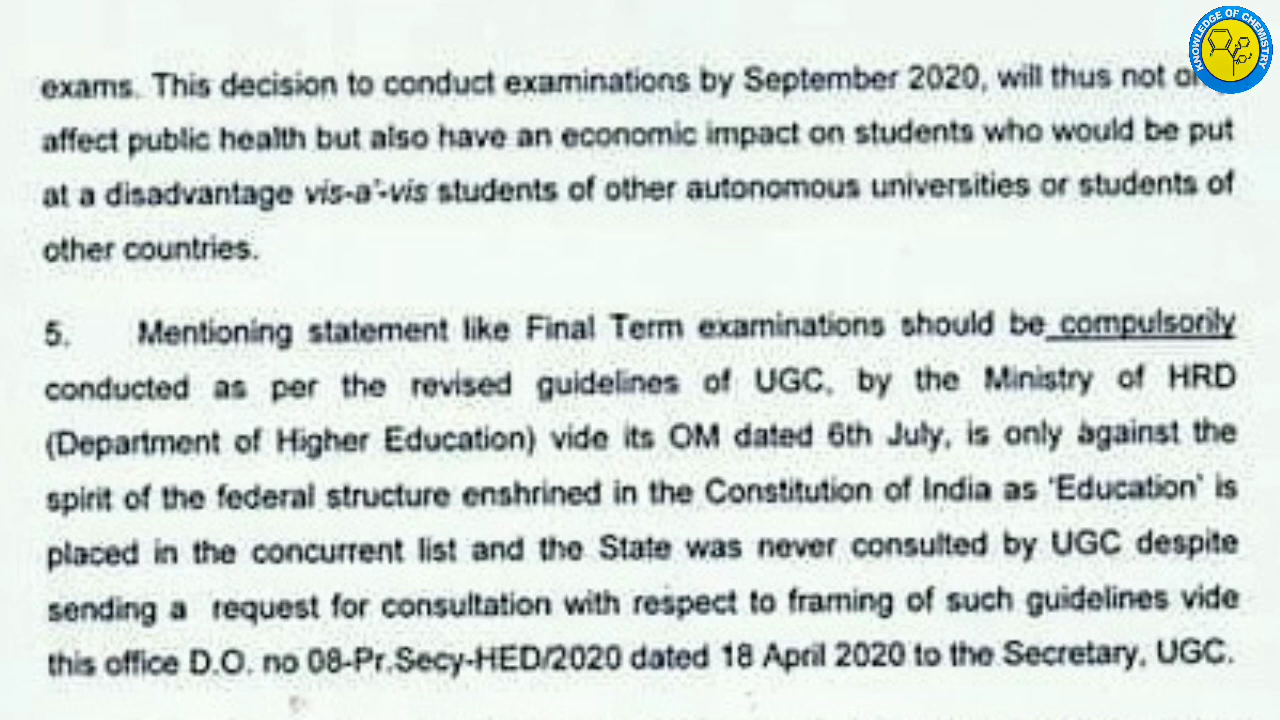 KNOWLEDGE OF CHEMISTRY
exams. This decision to conduct examinations by September 2020, will thus not
affect public health but also have an economic impact on students who would be put
at a disadvantage vis-a'-vis students of other autonomous universities or students of
other countries.
5. Mentioning statement like Final Term examinations should be compulsorily
conducted as per the revised guidelines of UGC, by the Ministry of HRD
(Department of Higher Education) vide its OM dated 6th July, is only against the
spirit of the federal structure enshrined in the Constitution of India as 'Education' is
placed in the concurrent list and the State was never consulted by UGC despite
sending a request for consultation with respect to framing of such guidelines vide
this office D.O. no 08-Pr.Secy-HED/2020 dated 18 April 2020 to the Secretary, UGC.